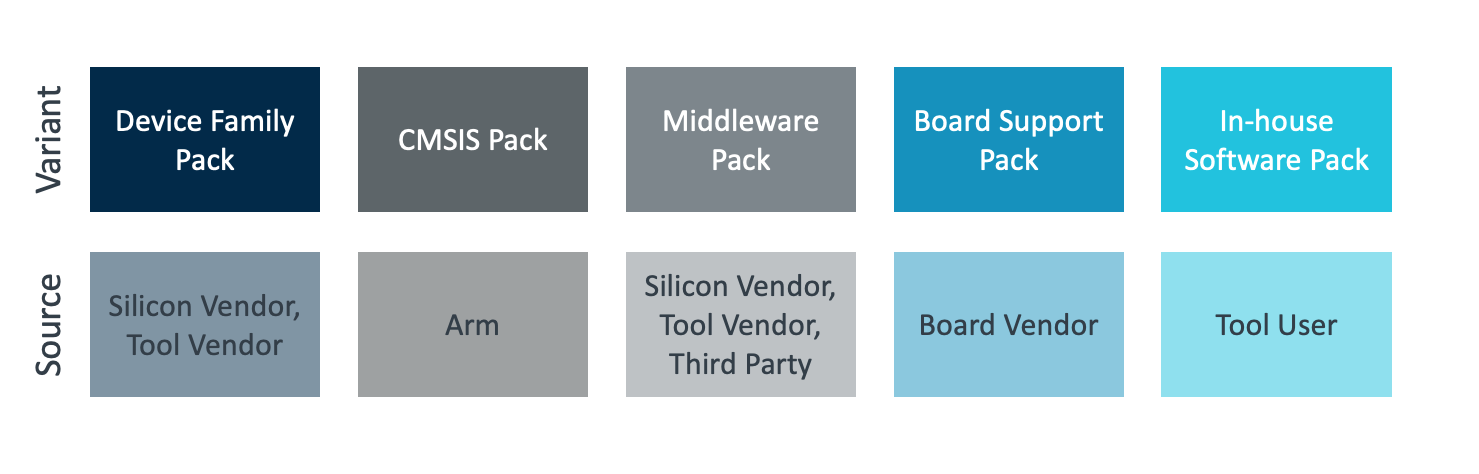 Variant
Device Family
Pack
CMSIS Pack
Middleware
Pack
Board Support
Pack
In-house
Software Pack
Source
Silicon Vendor,
Tool Vendor
Arm
Silicon Vendor,
Tool Vendor,
Third Party
Board Vendor
Tool User